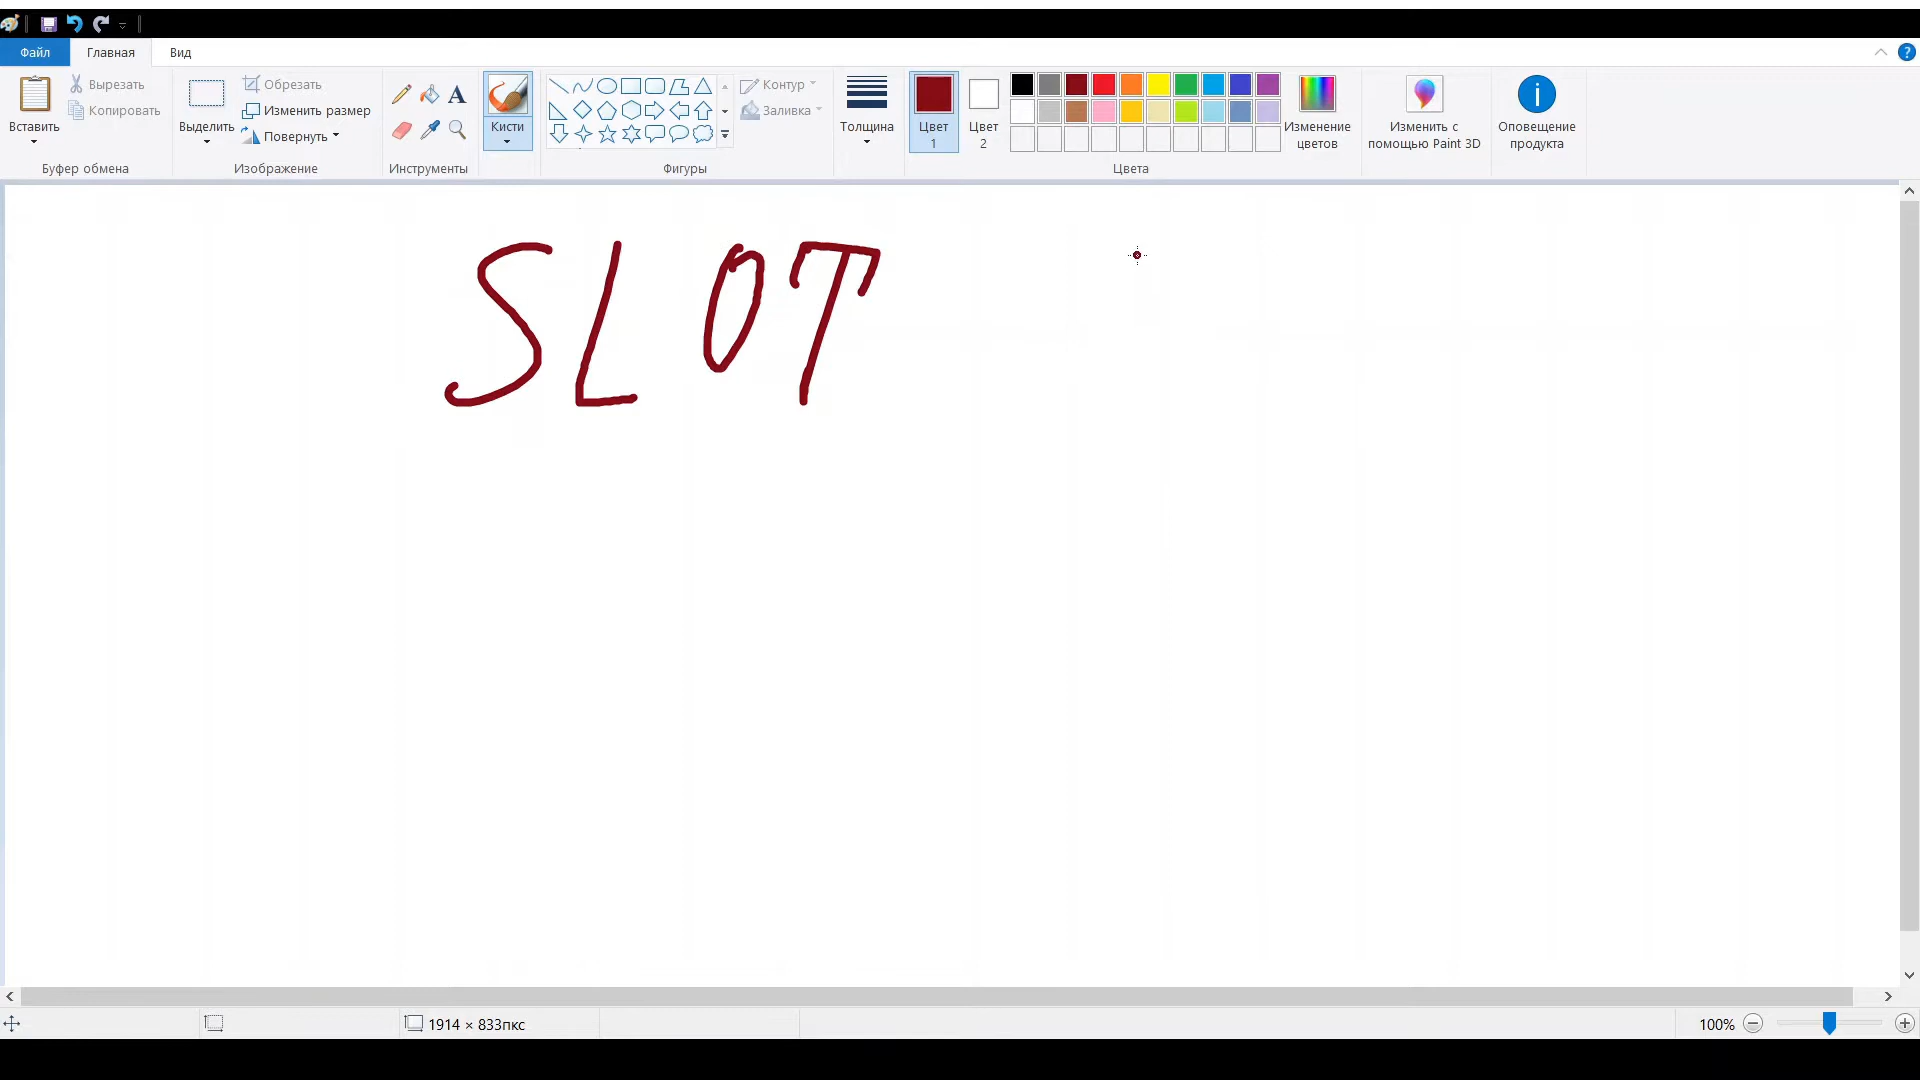 Файл Главная Вид
Вставить
Вырезать
Копировать
Буфер обмена
Выделить
Обрезать
Изменить размер
Повернуть
Изображение
Инструменты
Кисти
Контур
Заливка
Фигуры
Толщина
Цвет 1
Цвет 2
Изменение цветов
Цвета
Изменить с помощью Paint 3D
Оповещение продукта
SLOT
1914 × 833пкс
100%